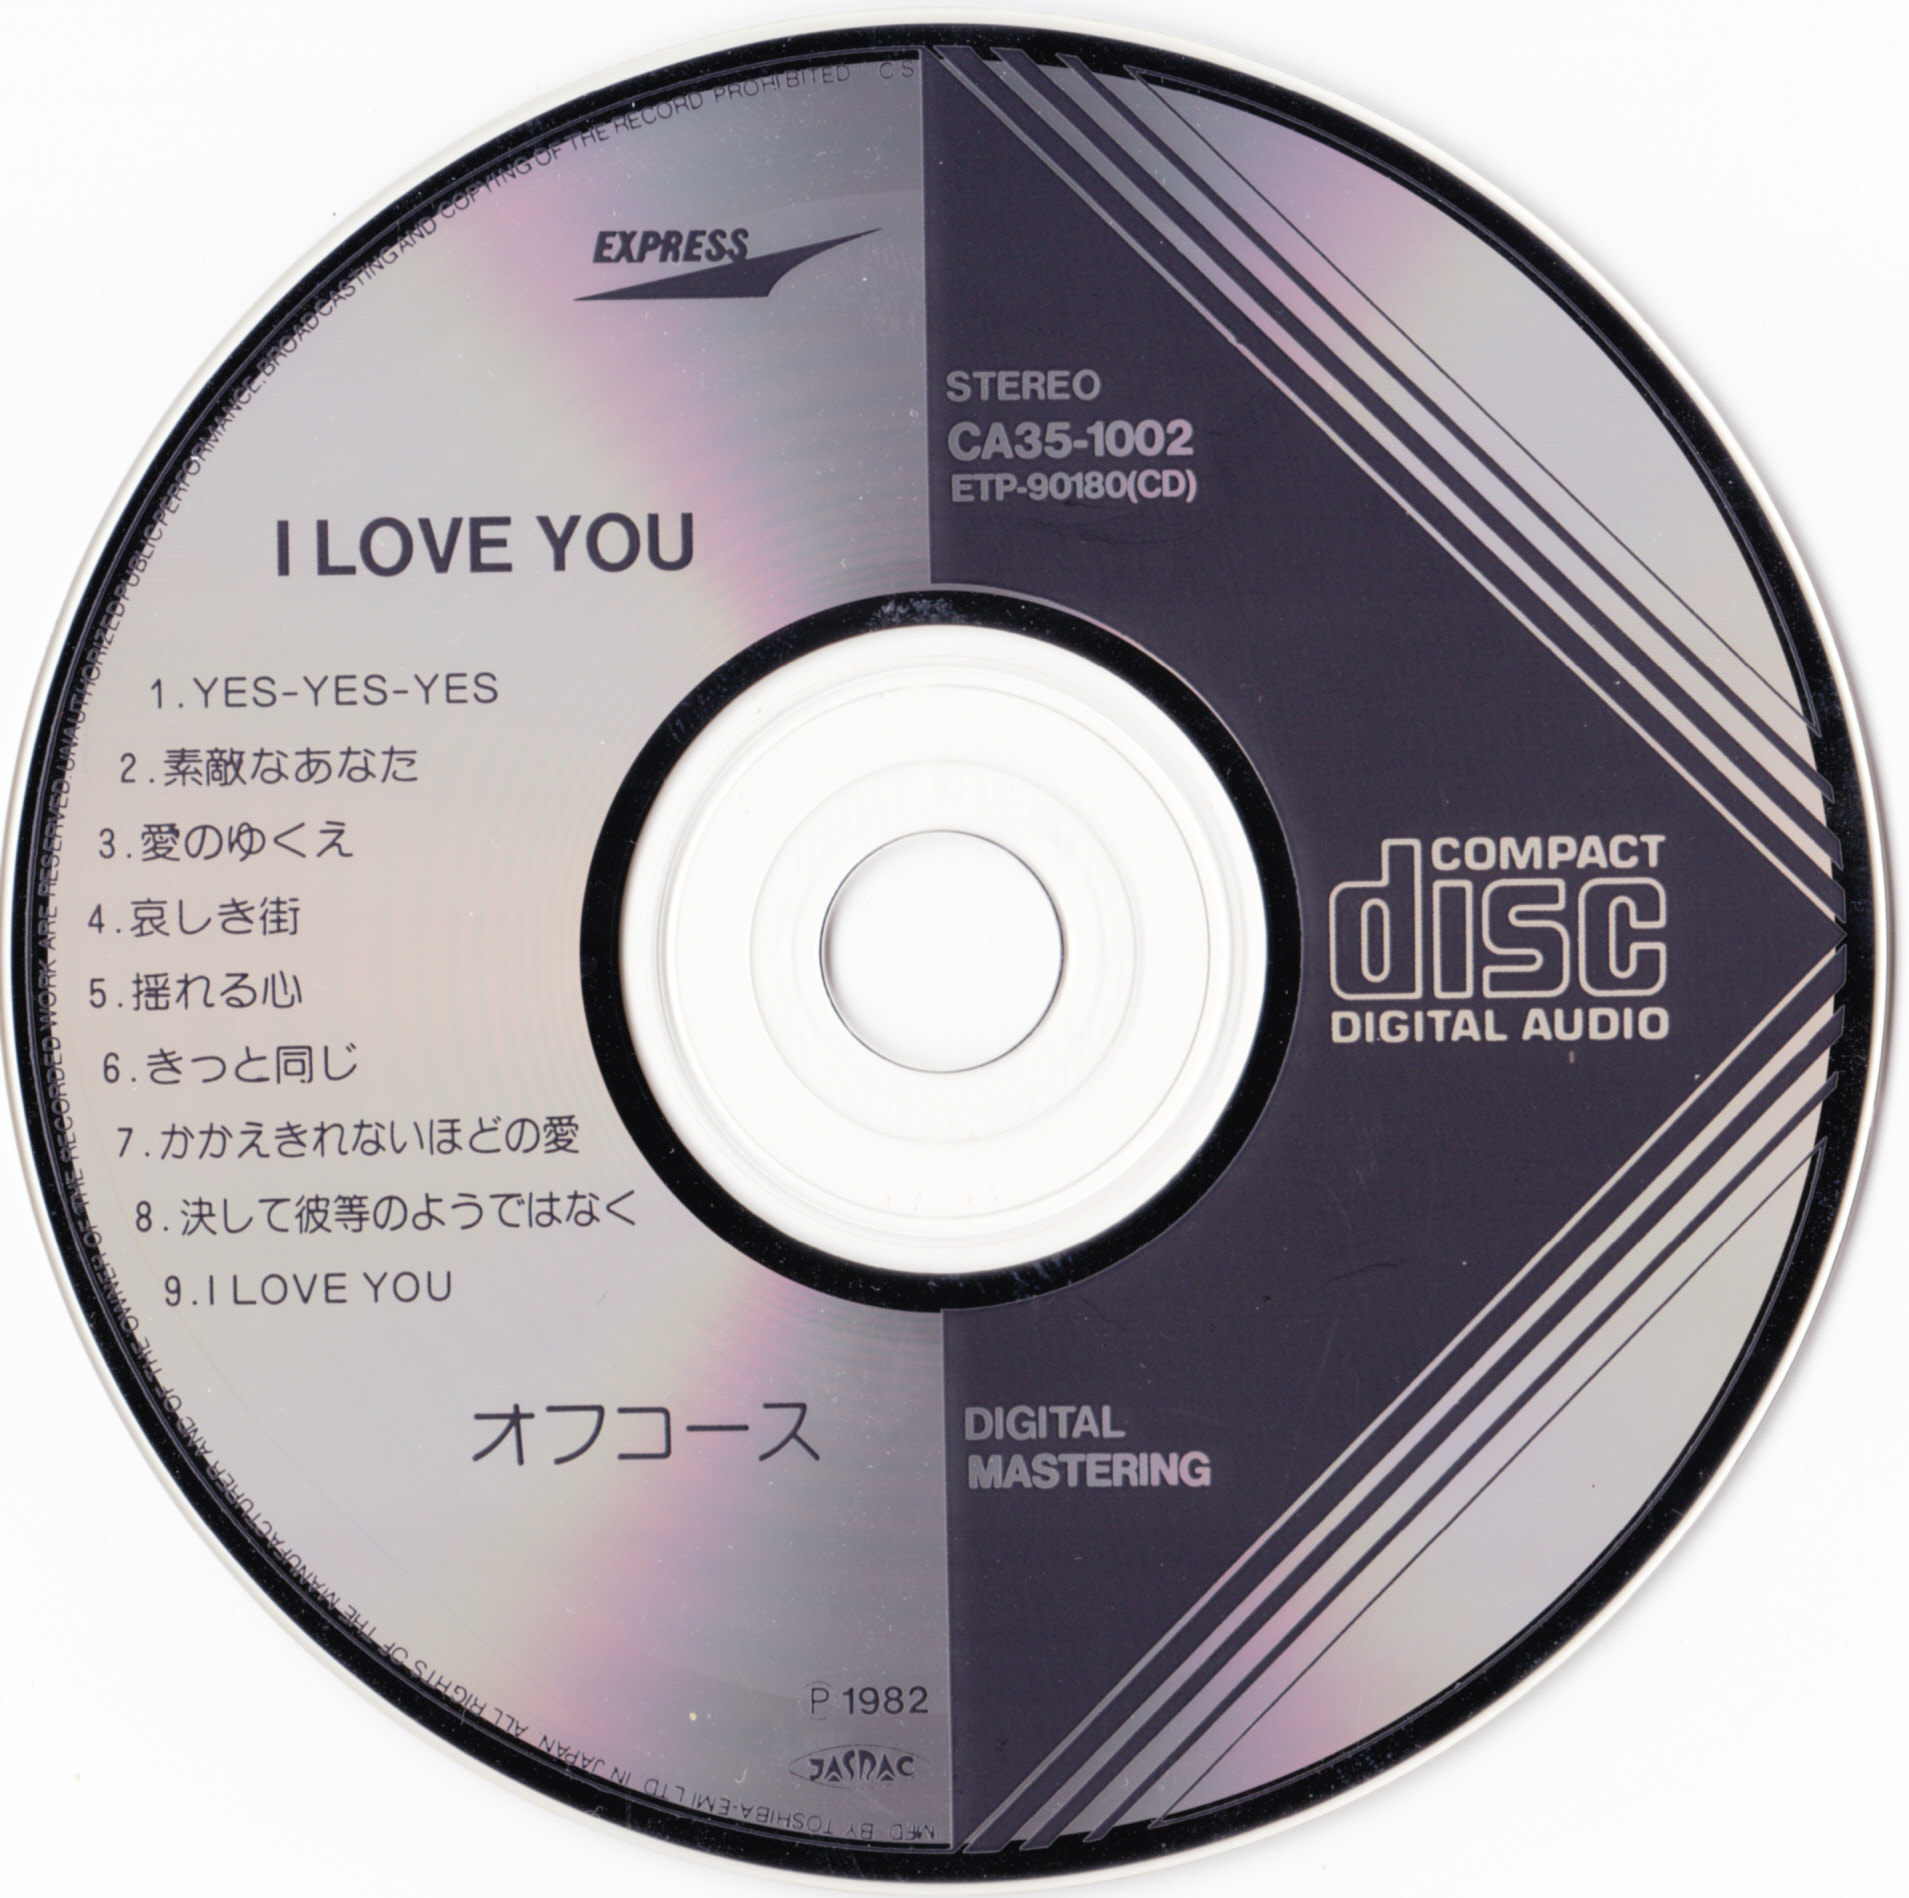 EXPRESS
I LOVE YOU
1.YES-YES-YES
2.素敵なあなた
3.愛のゆくえ
4.哀しき街
5.揺れる心
6.きっと同じ
7.かかえきれないほどの愛
8.決して彼等のようではなく
9.I LOVE YOU
オフコース
P 1982
JASRAC
STEREO
CA35-1002
ETP-90180(CD)
COMPACT
disc
DIGITAL AUDIO
DIGITAL
MASTERING
MFD BY TOSHIBA-EMI LTD IN JAPAN ALL RIGHTS OF THE MANUFACTURER AND OF THE OWNER OF THE RECORDED WORK ARE RESERVED.UNAUTHORIZED PUBLIC PERFORMANCE.BROADCASTING AND COPYING OF THE RECORD PROHIBITED CS